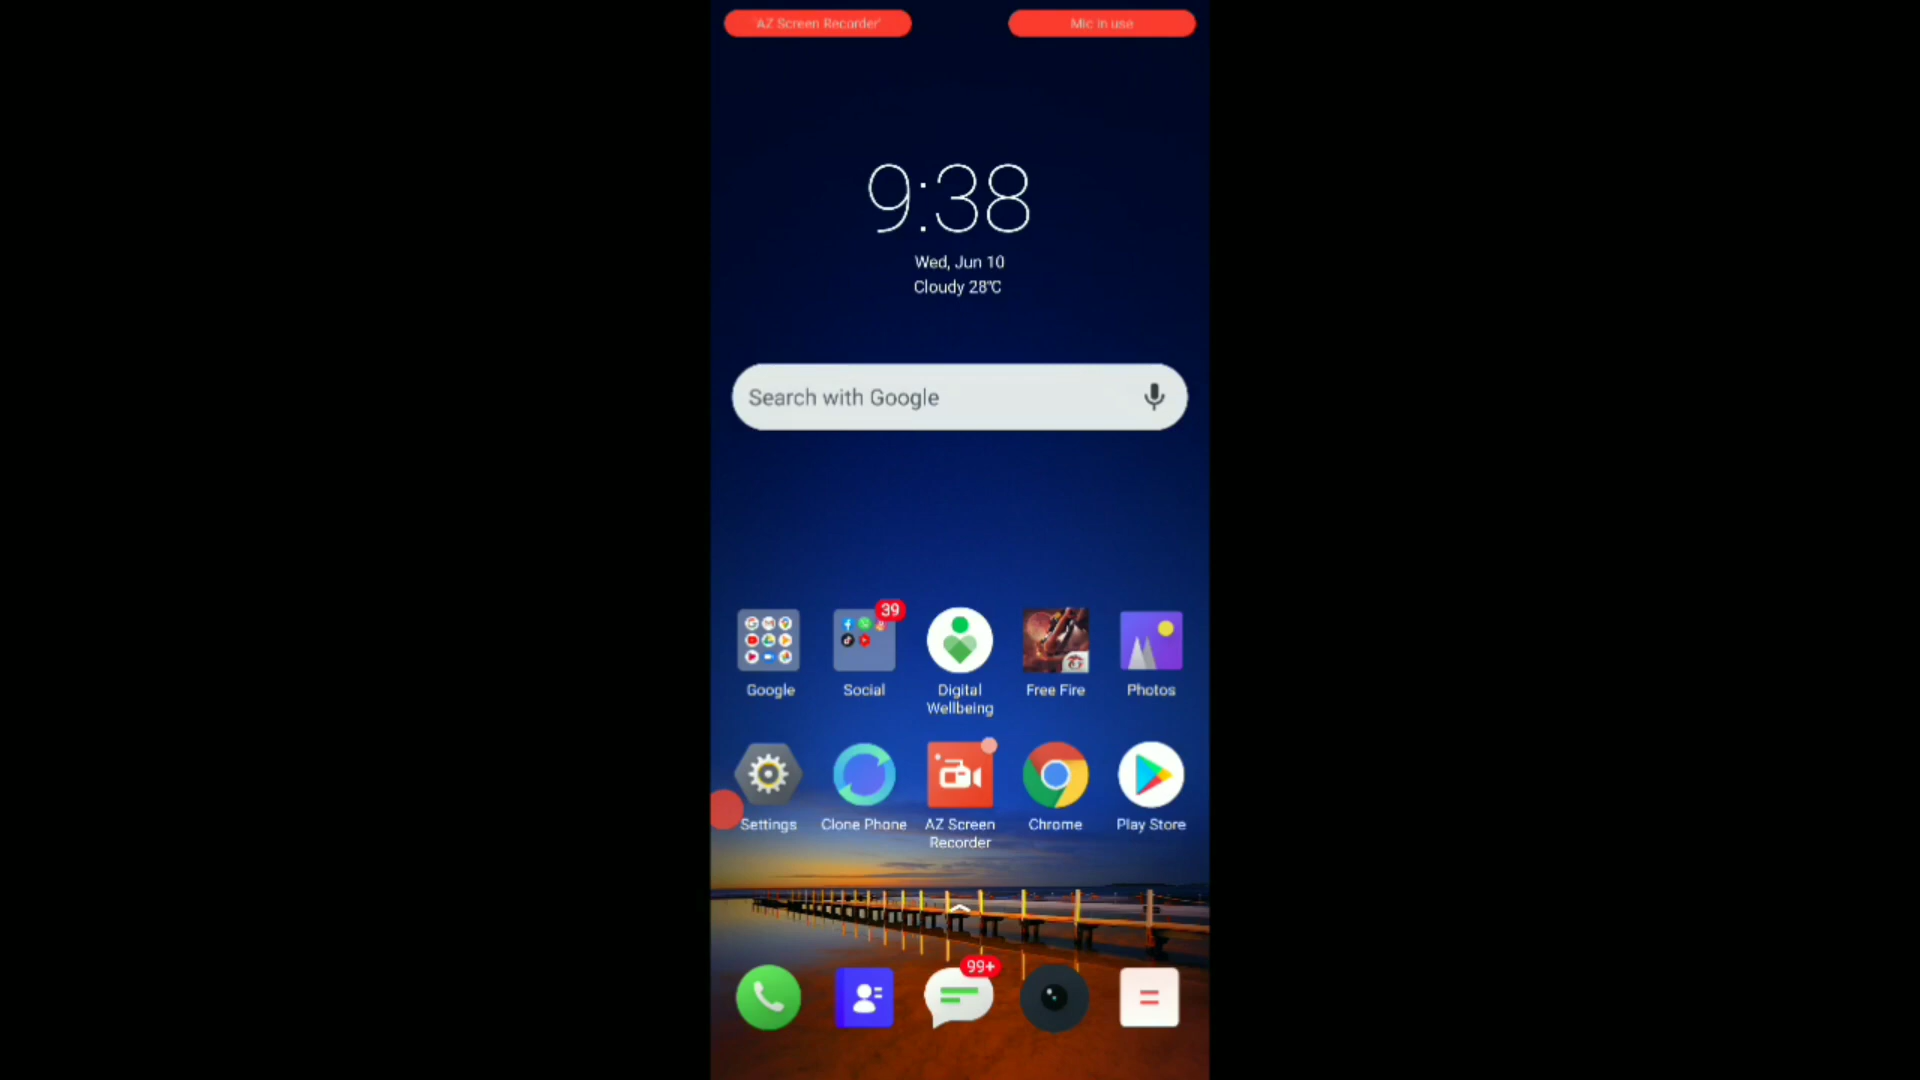 'AZ Screen Recorder'
Mic in use
9:38
Wed, Jun 10
Cloudy 28℃
Search with Google
39
Google
Social
Digital
Wellbeing
Free Fire
Photos
Settings
Clone Phone
AZ Screen
Recorder
Chrome
Play Store
99+